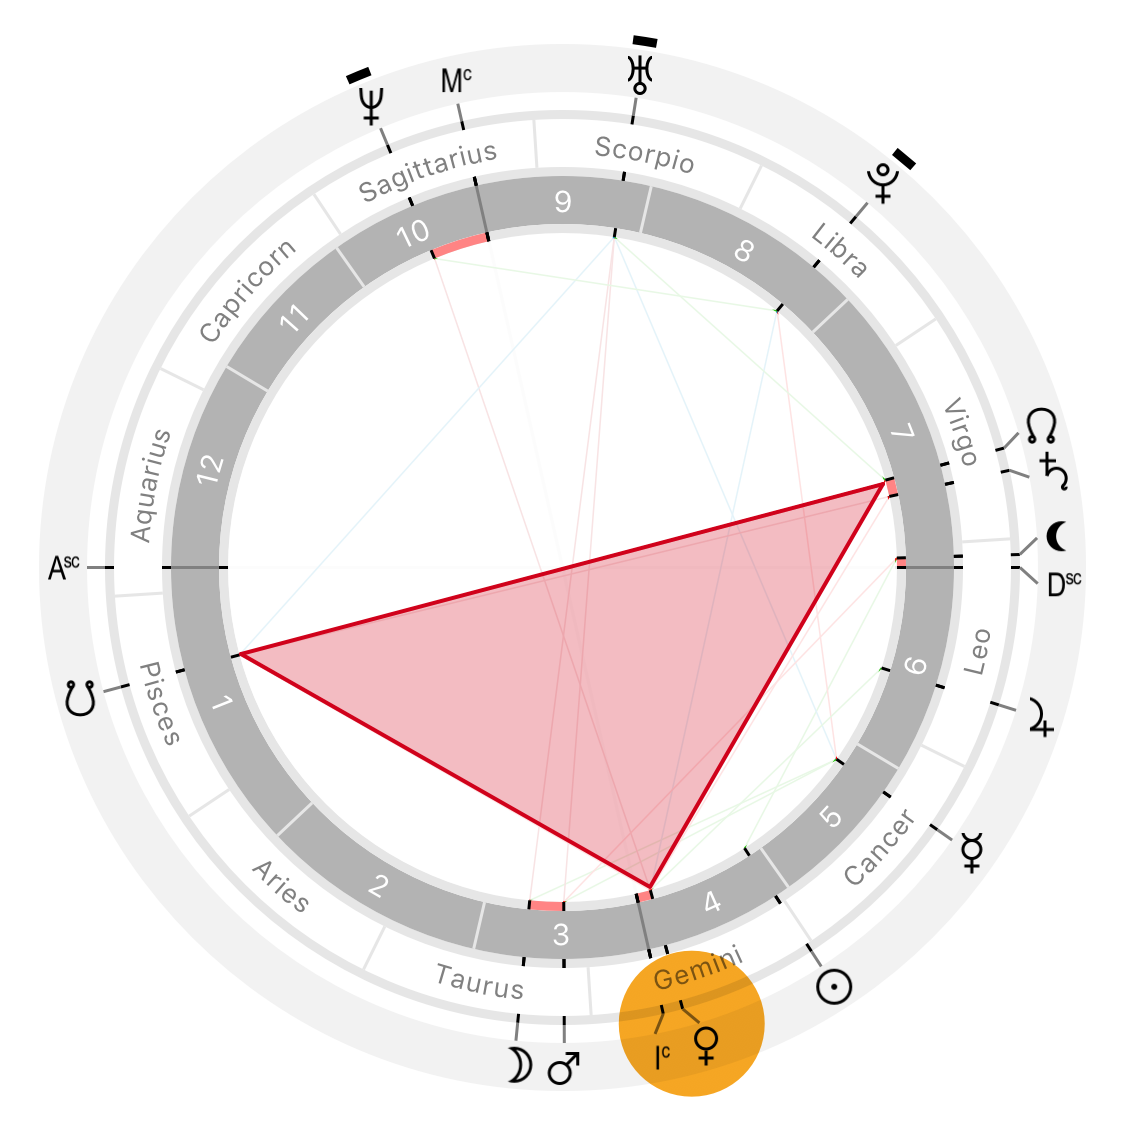 Mc
Scorpio
Sagittarius
9
10
8
Libra
Capricorn
11
7
Virgo
Aquarius
12
Asc
Dsc
Pisces
1
6
Leo
Aries
2
5
Cancer
3
4
Taurus
Gemini
Ic